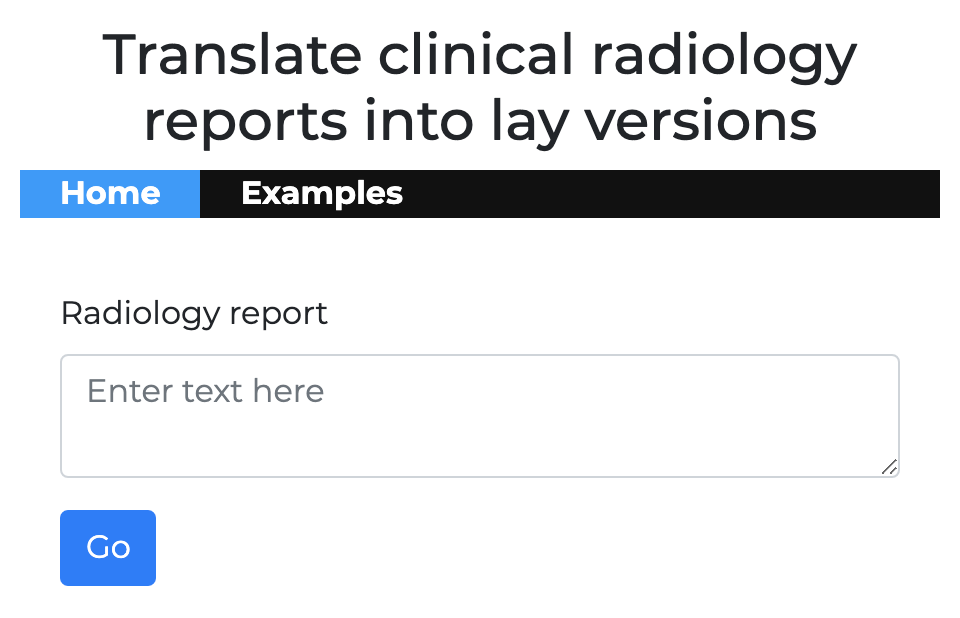 Translate clinical radiology
reports into lay versions
Home Examples
Radiology report
Enter text here
Go